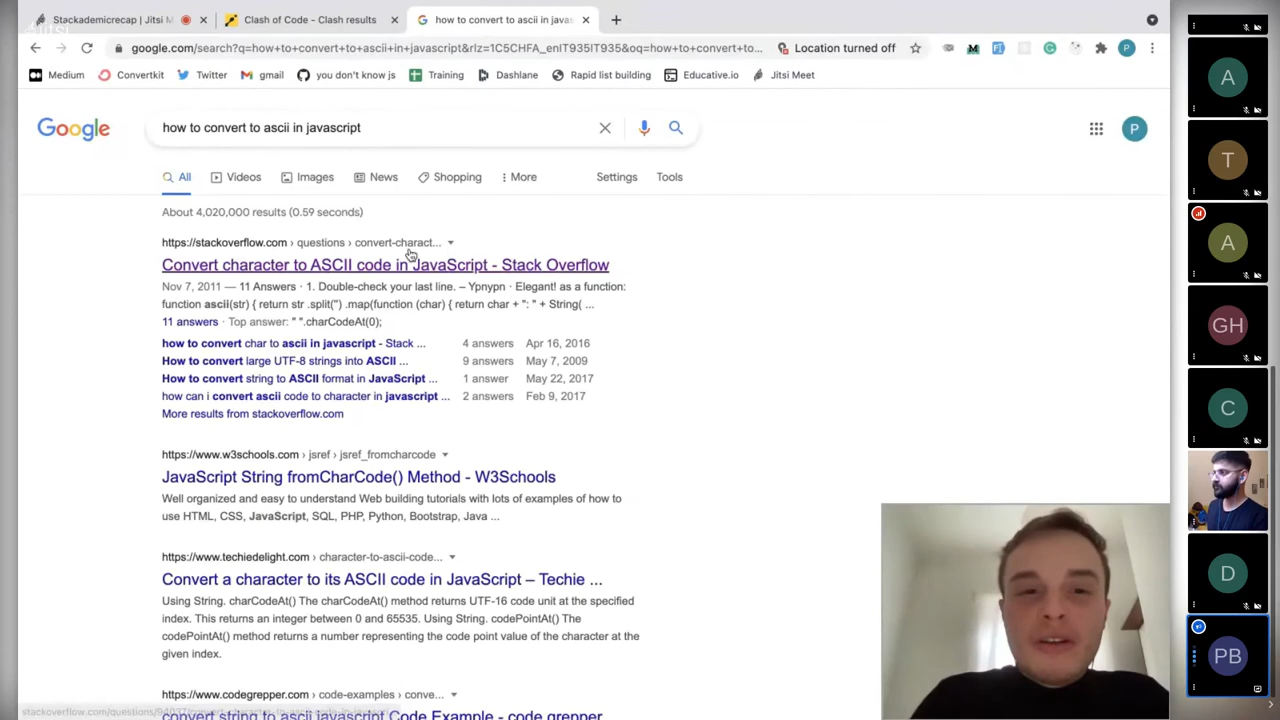 Stackademicrecap | Jitsi M
Clash of Code - Clash results
how to convert to ascii in javas
google.com/search?q=how+to+convert+to+ascii+in+javascript&rlz=1C5CHFA_enIT935IT935&oq=how+to+convert+to...
Location turned off
P
Medium
Convertkit
Twitter
gmail
you don't know js
Training
Dashlane
Rapid list building
Educative.io
Jitsi Meet
Google
how to convert to ascii in javascript
P
All
Videos
Images
News
Shopping
More
Settings
Tools
About 4,020,000 results (0.59 seconds)
https://stackoverflow.com › questions › convert-charact...
Convert character to ASCII code in JavaScript - Stack Overflow
Nov 7, 2011 — 11 Answers · 1. Double-check your last line. – Ypnypn · Elegant! as a function:
function ascii(str) { return str .split('') .map(function (char) { return char + ": " + String( ...
11 answers · Top answer: " ".charCodeAt(0);
how to convert char to ascii in javascript - Stack ... 4 answers Apr 16, 2016
How to convert large UTF-8 strings into ASCII ... 9 answers May 7, 2009
How to convert string to ASCII format in JavaScript ... 1 answer May 22, 2017
how can i convert ascii code to character in javascript ... 2 answers Feb 9, 2017
More results from stackoverflow.com
https://www.w3schools.com › jsref › jsref_fromcharcode
JavaScript String fromCharCode() Method - W3Schools
Well organized and easy to understand Web building tutorials with lots of examples of how to
use HTML, CSS, JavaScript, SQL, PHP, Python, Bootstrap, Java ...
https://www.techiedelight.com › character-to-ascii-code...
Convert a character to its ASCII code in JavaScript – Techie ...
Using String. charCodeAt() The charCodeAt() method returns UTF-16 code unit at the specified
index. This returns an integer between 0 and 65535. Using String. codePointAt() The
codePointAt() method returns a number representing the code point value of the character at the
given index.
https://www.codegrepper.com › code-examples › conve...
convert string to ascii javascript Code Example - code grepper
A
T
A
GH
C
D
PB